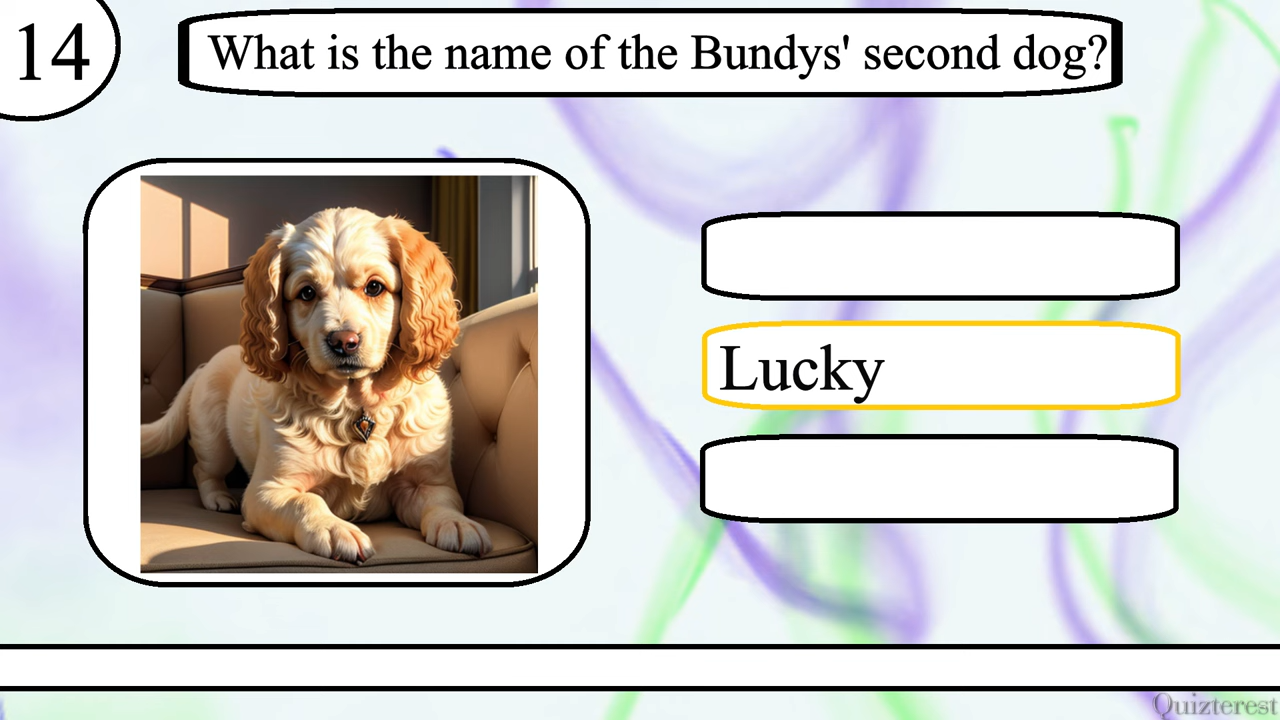 14
What is the name of the Bundys' second dog?
Lucky
Quizterest